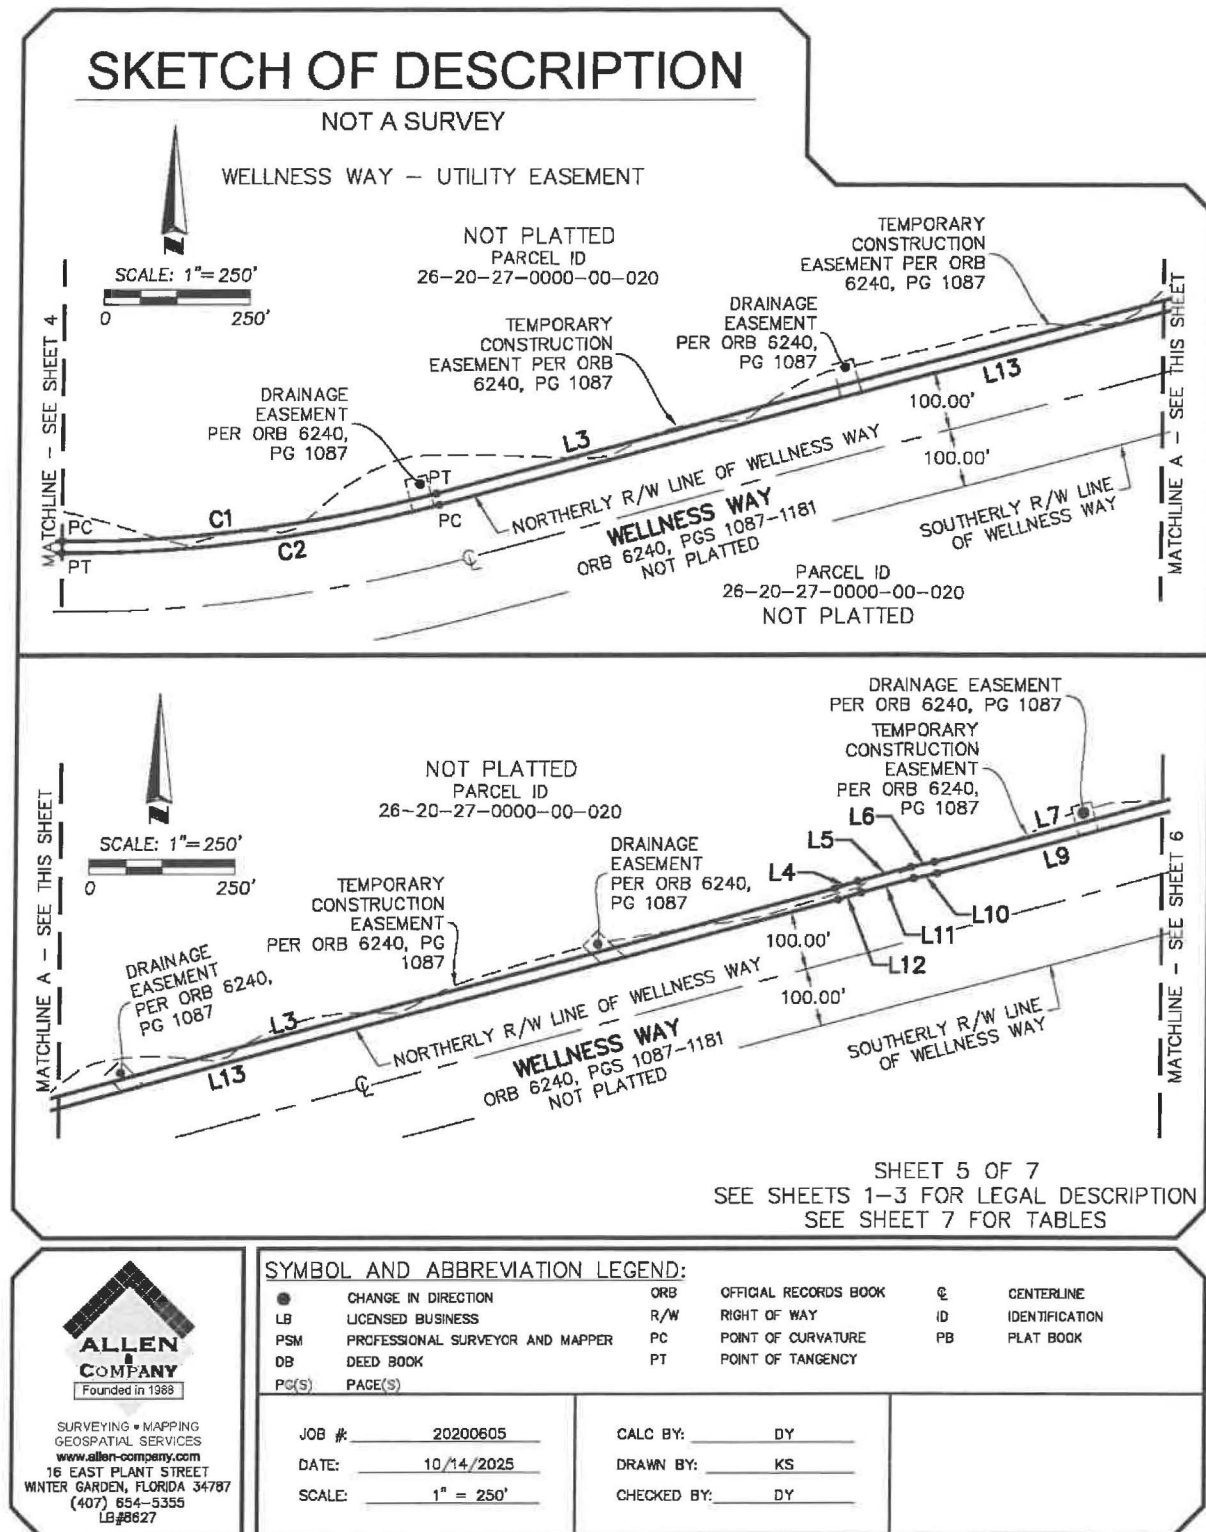 SKETCH OF DESCRIPTION
NOT A SURVEY
WELLNESS WAY – UTILITY EASEMENT
N
SCALE: 1"= 250'
0 250'
MATCHLINE – SEE SHEET 4
NOT PLATTED
PARCEL ID
26–20–27–0000–00–020
TEMPORARY
CONSTRUCTION
EASEMENT PER ORB
6240, PG 1087
DRAINAGE
EASEMENT
PER ORB 6240,
PG 1087
TEMPORARY
CONSTRUCTION
EASEMENT PER ORB
6240, PG 1087
DRAINAGE
EASEMENT
PER ORB 6240,
PG 1087
MATCHLINE A – SEE THIS SHEET
L13
100.00'
100.00'
L3
PT
PC
C1
C2
PC
PT
NORTHERLY R/W LINE OF WELLNESS WAY
WELLNESS WAY
ORB 6240, PGS 1087–1181
NOT PLATTED
℄
SOUTHERLY R/W LINE
OF WELLNESS WAY
PARCEL ID
26–20–27–0000–00–020
NOT PLATTED
N
SCALE: 1"= 250'
0 250'
MATCHLINE A – SEE THIS SHEET
NOT PLATTED
PARCEL ID
26–20–27–0000–00–020
DRAINAGE EASEMENT
PER ORB 6240, PG 1087
TEMPORARY
CONSTRUCTION
EASEMENT
PER ORB 6240,
PG 1087
DRAINAGE
EASEMENT
PER ORB 6240,
PG 1087
TEMPORARY
CONSTRUCTION
EASEMENT
PER ORB 6240, PG
1087
DRAINAGE
EASEMENT
PER ORB 6240,
PG 1087
L6
L5
L4
L7
L9
L10
L11
L12
100.00'
100.00'
L3
L13
NORTHERLY R/W LINE OF WELLNESS WAY
WELLNESS WAY
ORB 6240, PGS 1087–1181
NOT PLATTED
℄
SOUTHERLY R/W LINE
OF WELLNESS WAY
MATCHLINE – SEE SHEET 6
SHEET 5 OF 7
SEE SHEETS 1–3 FOR LEGAL DESCRIPTION
SEE SHEET 7 FOR TABLES
ALLEN
COMPANY
Founded in 1988
SURVEYING • MAPPING
GEOSPATIAL SERVICES
www.allen-company.com
16 EAST PLANT STREET
WINTER GARDEN, FLORIDA 34787
(407) 654–5355
LB#8627
SYMBOL AND ABBREVIATION LEGEND:
● CHANGE IN DIRECTION ORB OFFICIAL RECORDS BOOK ℄ CENTERLINE
LB LICENSED BUSINESS R/W RIGHT OF WAY ID IDENTIFICATION
PSM PROFESSIONAL SURVEYOR AND MAPPER PC POINT OF CURVATURE PB PLAT BOOK
DB DEED BOOK PT POINT OF TANGENCY
PG(S) PAGE(S)
JOB #: 20200605
DATE: 10/14/2025
SCALE: 1" = 250'
CALC BY: DY
DRAWN BY: KS
CHECKED BY: DY